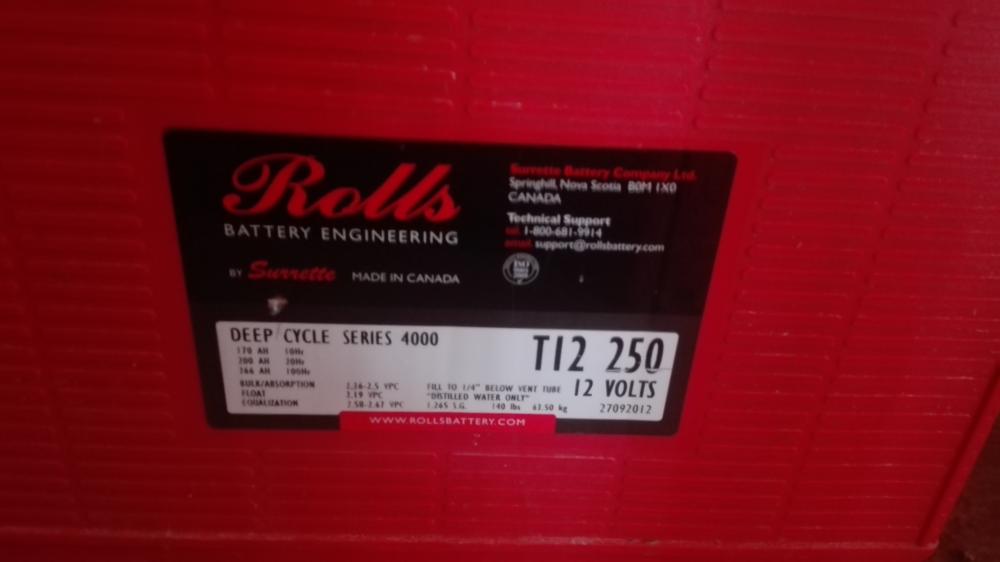 Rolls
BATTERY ENGINEERING
BY Surrette MADE IN CANADA
Surrette Battery Company Ltd.
Springhill, Nova Scotia B0M 1X0
CANADA
Technical Support
tel. 1-800-681-9914
email. support@rollsbattery.com
ISO
DEEP CYCLE SERIES 4000
170 AH 10Hr
200 AH 20Hr
266 AH 100Hr
T12 250
12 VOLTS
BULK/ABSORPTION 2.36-2.5 VPC
FLOAT 2.19 VPC
EQUALIZATION 2.58-2.67 VPC
FILL TO 1/4" BELOW VENT TUBE
"DISTILLED WATER ONLY"
1.265 S.G. 140 lbs 63.50 kg
27092012
WWW.ROLLSBATTERY.COM